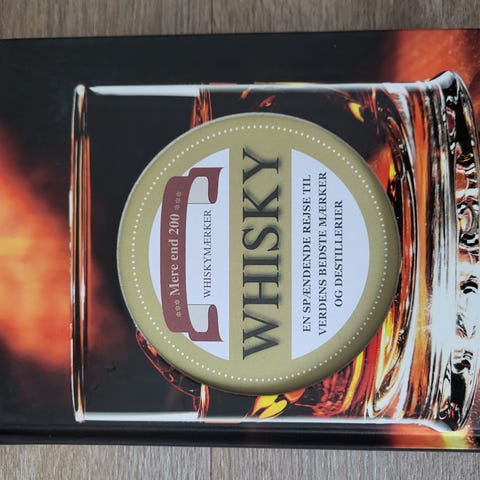 *** Mere end 200 ***
WHISKYMÆRKER
WHISKY
EN SPÆNDENDE REJSE TIL
VERDENS BEDSTE MÆRKER
OG DESTILLERIER